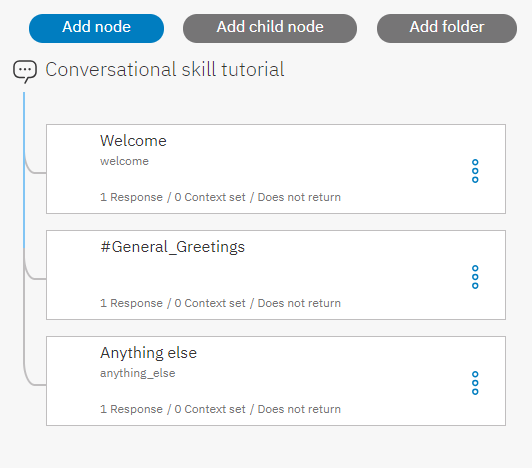 Add node
Add child node
Add folder
Conversational skill tutorial
Welcome
welcome
1 Response / 0 Context set / Does not return
#General_Greetings
1 Response / 0 Context set / Does not return
Anything else
anything_else
1 Response / 0 Context set / Does not return